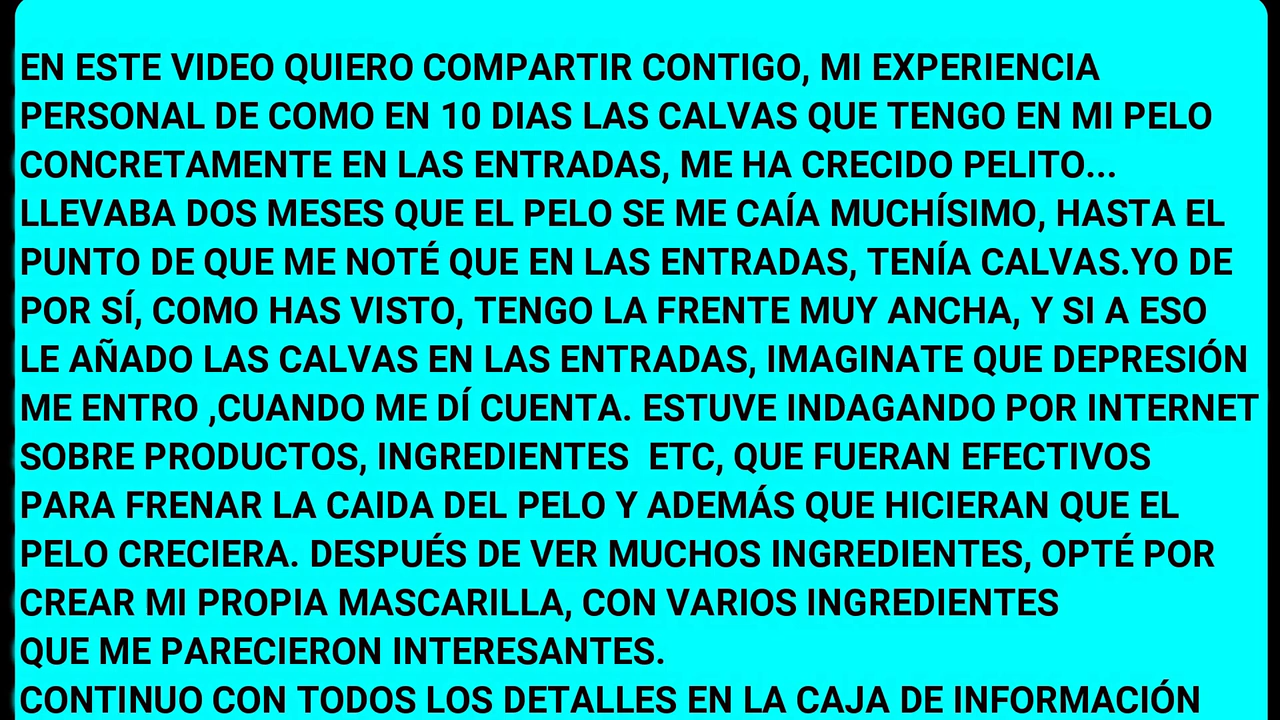 EN ESTE VIDEO QUIERO COMPARTIR CONTIGO, MI EXPERIENCIA
PERSONAL DE COMO EN 10 DIAS LAS CALVAS QUE TENGO EN MI PELO
CONCRETAMENTE EN LAS ENTRADAS, ME HA CRECIDO PELITO...
LLEVABA DOS MESES QUE EL PELO SE ME CAÍA MUCHÍSIMO, HASTA EL
PUNTO DE QUE ME NOTÉ QUE EN LAS ENTRADAS, TENÍA CALVAS.YO DE
POR SÍ, COMO HAS VISTO, TENGO LA FRENTE MUY ANCHA, Y SI A ESO
LE AÑADO LAS CALVAS EN LAS ENTRADAS, IMAGINATE QUE DEPRESIÓN
ME ENTRO ,CUANDO ME DÍ CUENTA. ESTUVE INDAGANDO POR INTERNET
SOBRE PRODUCTOS, INGREDIENTES  ETC, QUE FUERAN EFECTIVOS
PARA FRENAR LA CAIDA DEL PELO Y ADEMÁS QUE HICIERAN QUE EL
PELO CRECIERA. DESPUÉS DE VER MUCHOS INGREDIENTES, OPTÉ POR
CREAR MI PROPIA MASCARILLA, CON VARIOS INGREDIENTES
QUE ME PARECIERON INTERESANTES.
CONTINUO CON TODOS LOS DETALLES EN LA CAJA DE INFORMACIÓN